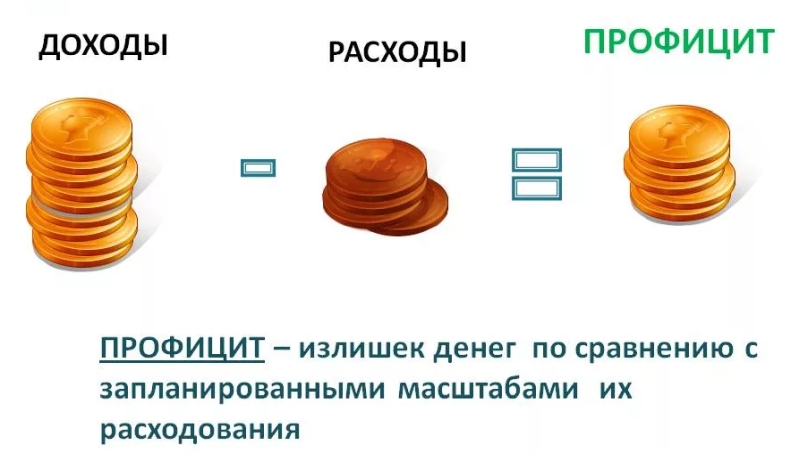 ДОХОДЫ
РАСХОДЫ
ПРОФИЦИТ
ПРОФИЦИТ – излишек денег по сравнению с
запланированными масштабами их
расходования